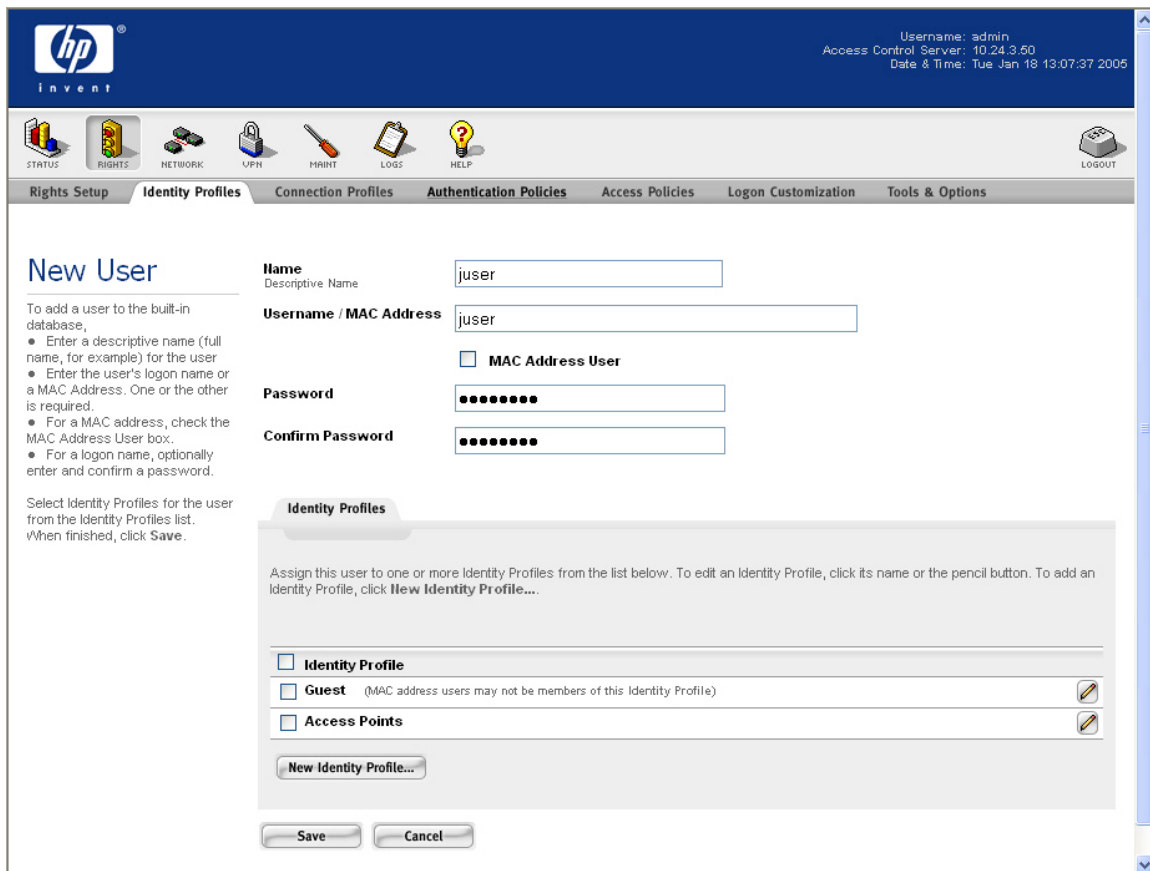 hp
®
invent
Username: admin
Access Control Server: 10.24.3.50
Date & Time: Tue Jan 18 13:07:37 2005
STATUS RIGHTS NETWORK VPN MAINT LOGS HELP LOGOUT
Rights Setup Identity Profiles Connection Profiles Authentication Policies Access Policies Logon Customization Tools & Options
New User
To add a user to the built-in
database,
● Enter a descriptive name (full
name, for example) for the user
● Enter the user's logon name or
a MAC Address. One or the other
is required.
● For a MAC address, check the
MAC Address User box.
● For a logon name, optionally
enter and confirm a password.
Select Identity Profiles for the user
from the Identity Profiles list.
When finished, click Save.
Name
Descriptive Name
juser
Username / MAC Address
juser
MAC Address User
Password
●●●●●●●●
Confirm Password
●●●●●●●●
Identity Profiles
Assign this user to one or more Identity Profiles from the list below. To edit an Identity Profile, click its name or the pencil button. To add an
Identity Profile, click New Identity Profile....
Identity Profile
Guest (MAC address users may not be members of this Identity Profile)
Access Points
New Identity Profile...
Save Cancel